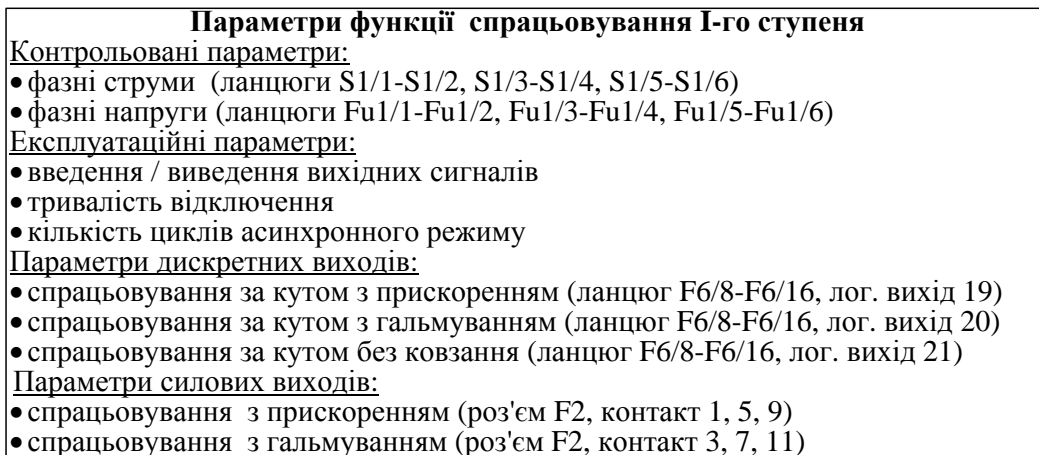 Параметри функції спрацьовування І-го ступеня
Контрольовані параметри:
• фазні струми (ланцюги S1/1-S1/2, S1/3-S1/4, S1/5-S1/6)
• фазні напруги (ланцюги Fu1/1-Fu1/2, Fu1/3-Fu1/4, Fu1/5-Fu1/6)
Експлуатаційні параметри:
• введення / виведення вихідних сигналів
• тривалість відключення
• кількість циклів асинхронного режиму
Параметри дискретних виходів:
• спрацьовування за кутом з прискоренням (ланцюг F6/8-F6/16, лог. вихід 19)
• спрацьовування за кутом з гальмуванням (ланцюг F6/8-F6/16, лог. вихід 20)
• спрацьовування за кутом без ковзання (ланцюг F6/8-F6/16, лог. вихід 21)
Параметри силових виходів:
• спрацьовування з прискоренням (роз'єм F2, контакт 1, 5, 9)
• спрацьовування з гальмуванням (роз'єм F2, контакт 3, 7, 11)